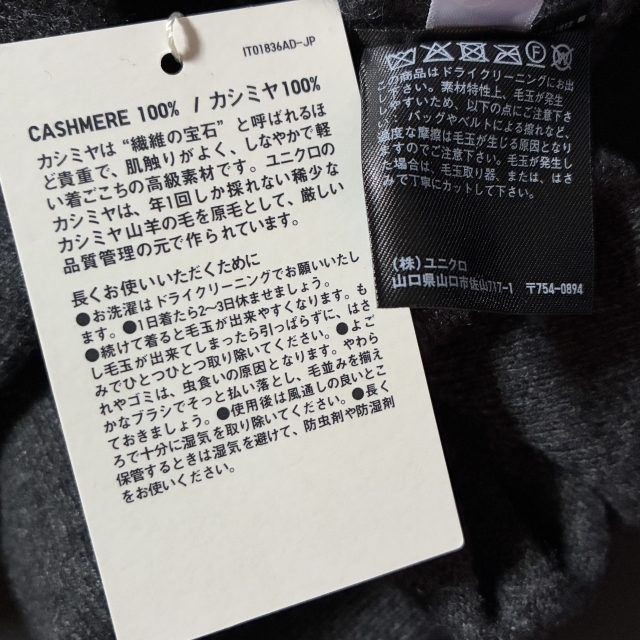 IT01836AD-JP
CASHMERE 100% / カシミヤ100%
カシミヤは“繊維の宝石”と呼ばれるほ
ど貴重で、肌触りがよく、しなやかで軽
い着ごこちの高級素材です。ユニクロの
カシミヤは、年1回しか採れない稀少な
カシミヤ山羊の毛を原毛として、厳しい
品質管理の元で作られています。
長くお使いいただくために
●お洗濯はドライクリーニングでお願いいたし
ます。●1日着たら2〜3日休ませましょう。
●続けて着ると毛玉が出来やすくなります。も
し毛玉が出来てしまったら引っぱらずに、はさ
みでひとつひとつ取り除いてください。●よご
れやゴミは、虫食いの原因となります。やわら
かなブラシでそっと払い落とし、毛並みを揃え
ておきましょう。●使用後は風通しの良いとこ
ろで十分に湿気を取り除いてください。●長く
保管するときは湿気を避けて、防虫剤や防湿剤
をお使いください。
この商品はドライクリーニングにお出し
下さい。素材特性上、毛玉が発生
しやすいため、以下の点にご注意下さい。
バッグやベルトによる擦れなど、
過度な摩擦は毛玉が生じる原因となり
ますのでご注意下さい。毛玉が発生し
た場合は、毛玉取り器、または、はさ
みで丁寧にカットして下さい。
(株) ユニクロ
山口県山口市佐山717-1 〒754-0894